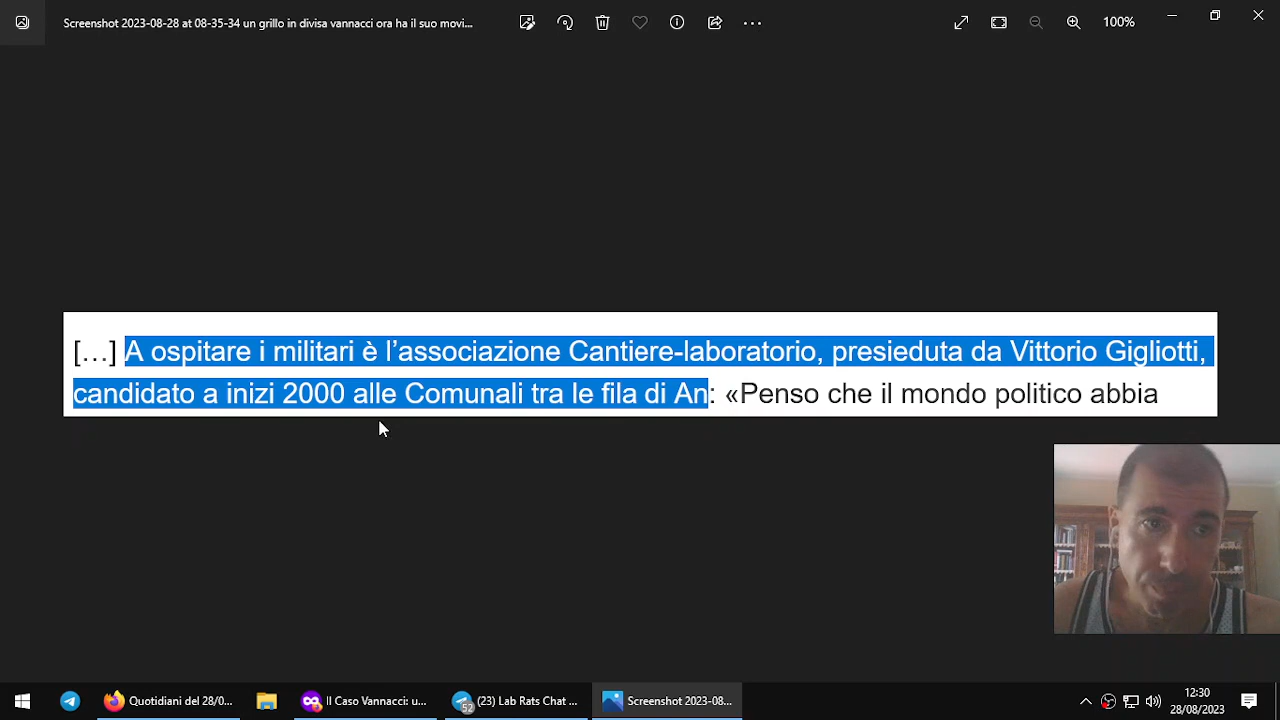 Screenshot 2023-08-28 at 08-35-34 un grillo in divisa vannacci ora ha il suo movi...
100%
[…] A ospitare i militari è l’associazione Cantiere-laboratorio, presieduta da Vittorio Gigliotti,
candidato a inizi 2000 alle Comunali tra le fila di An: «Penso che il mondo politico abbia
52
Quotidiani del 28/0...
Il Caso Vannacci: u...
(23) Lab Rats Chat ...
Screenshot 2023-08...
12:30
28/08/2023